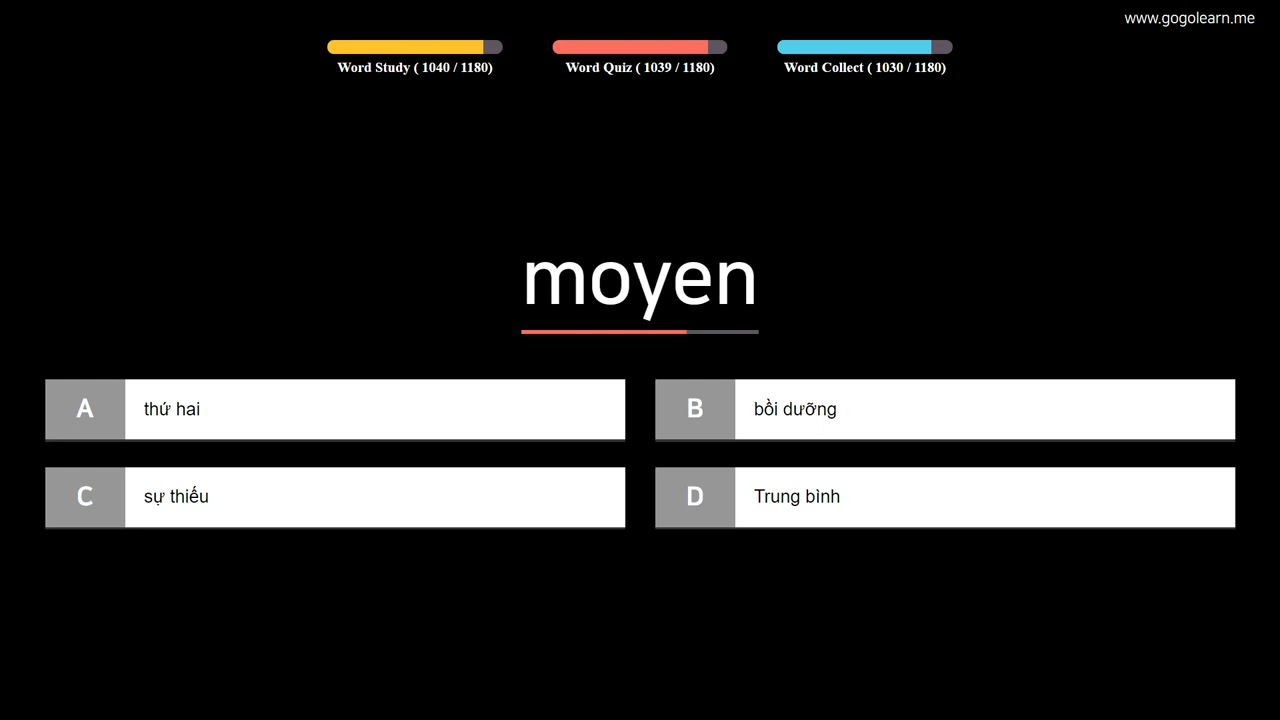 www.gogolearn.me
Word Study ( 1040 / 1180)
Word Quiz ( 1039 / 1180)
Word Collect ( 1030 / 1180)
moyen
A thứ hai
B bồi dưỡng
C sự thiếu
D Trung bình